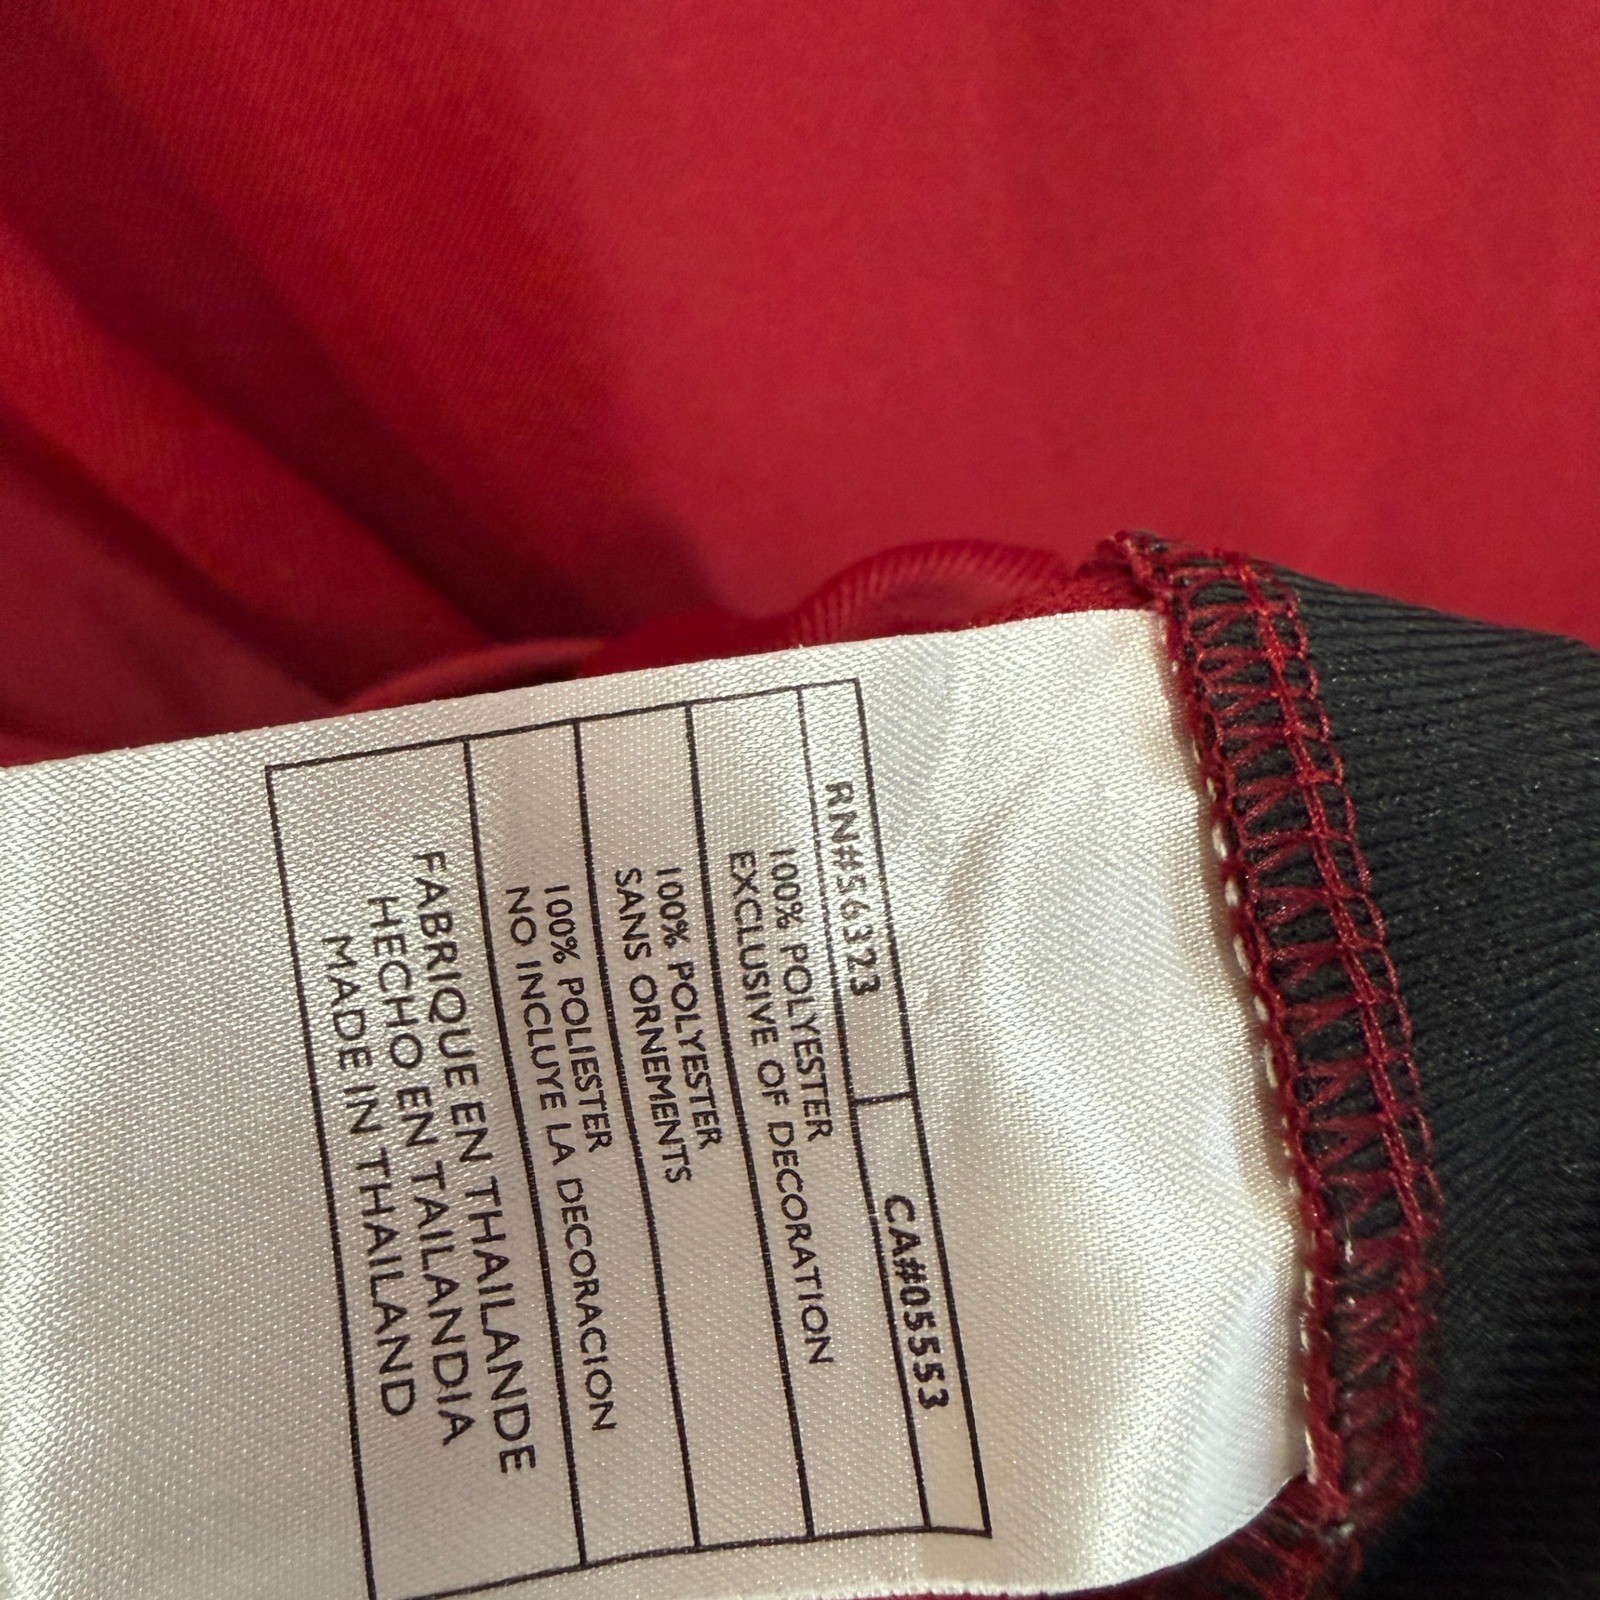 RN#56323 CA#05553
100% POLYESTER
EXCLUSIVE OF DECORATION
100% POLYESTER
SANS ORNEMENTS
100% POLIESTER
NO INCLUYE LA DECORACION
FABRIQUE EN THAILANDE
HECHO EN TAILANDIA
MADE IN THAILAND